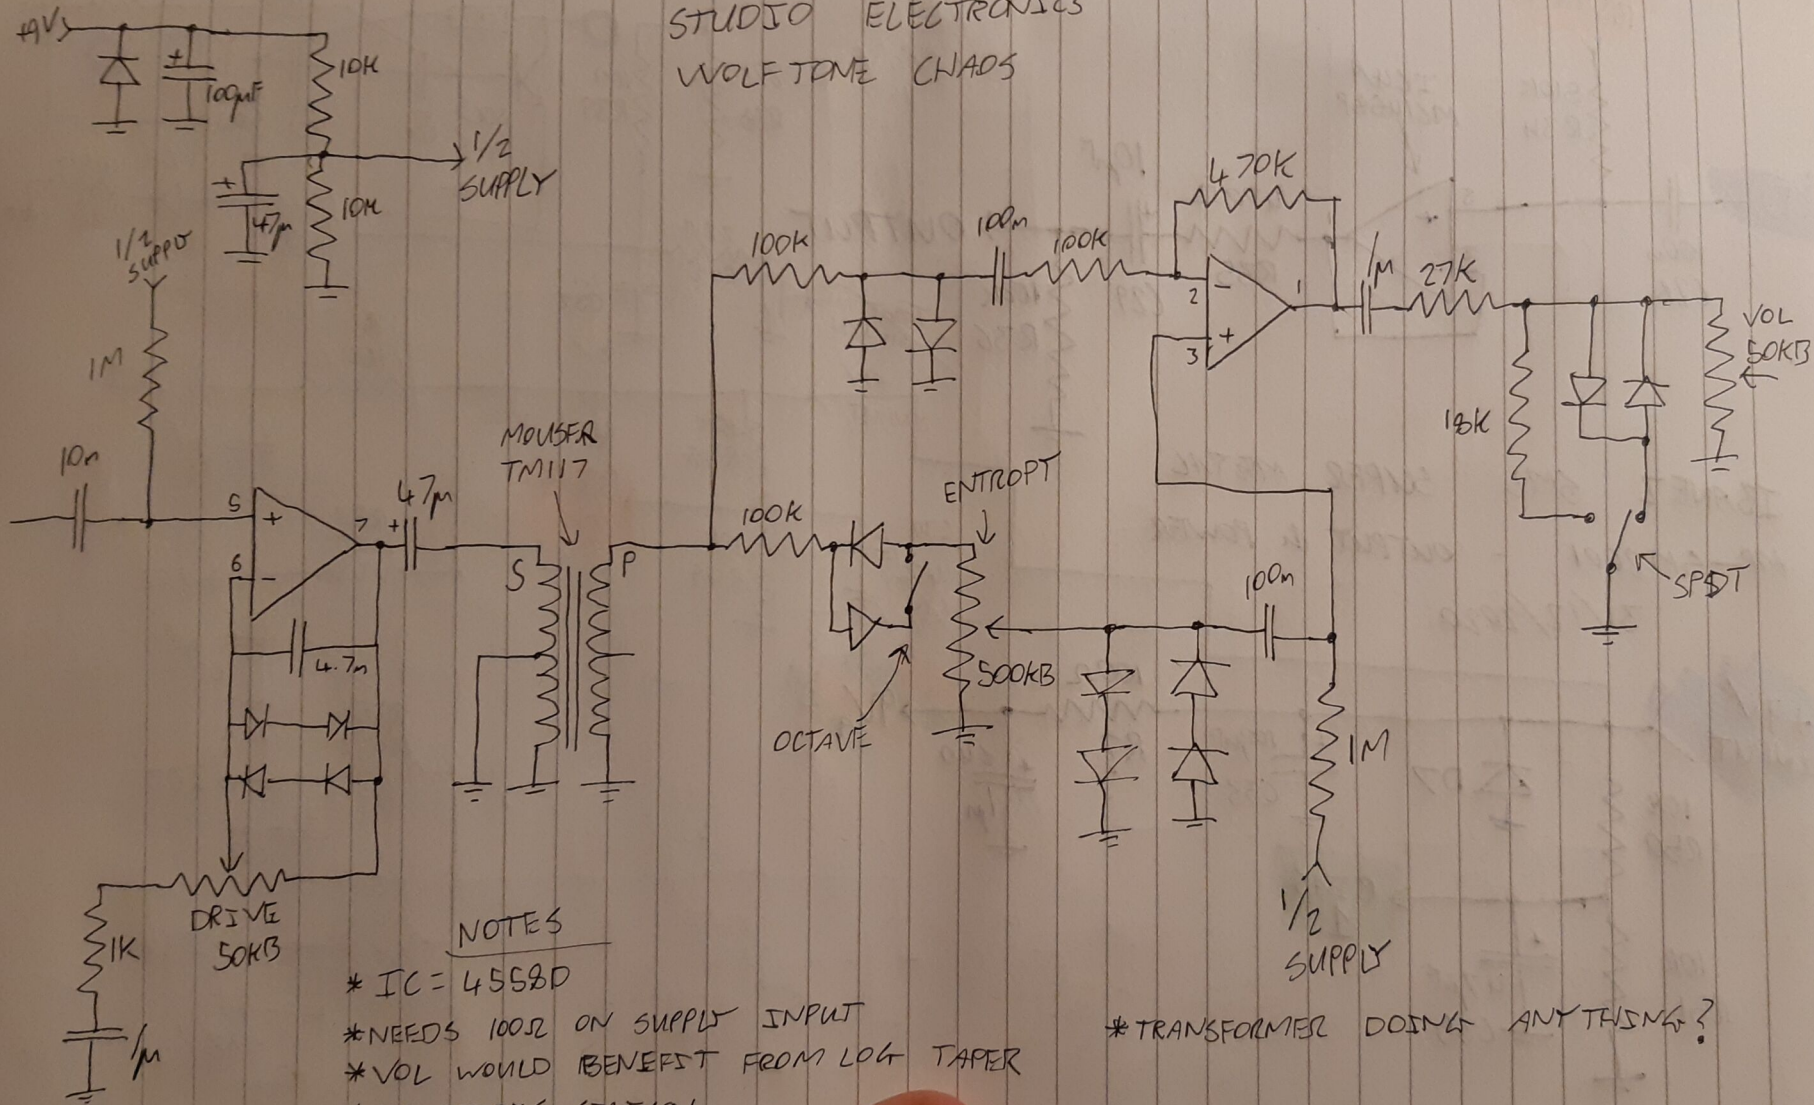 STUDIO ELECTRONICS
WOLFTONE CHAOS
+9V
100µF
10K
1/2
SUPPLY
47µ
10K
1/2
SUPPLY
1M
10n
5
6
7
+
-
47µ
4.7n
DRIVE
50KB
1K
1µ
MOUSER
TM117
S
P
100K
100n
100K
470K
2
3
1
-
+
1µ
27K
18K
VOL
50KB
SPDT
100K
ENTROPY
500KB
OCTAVE
100n
1M
1/2
SUPPLY
NOTES
* IC = 4558D
* NEEDS 100Ω ON SUPPLY INPUT
* VOL WOULD BENEFIT FROM LOG TAPER
* TRANSFORMER DOING ANYTHING?